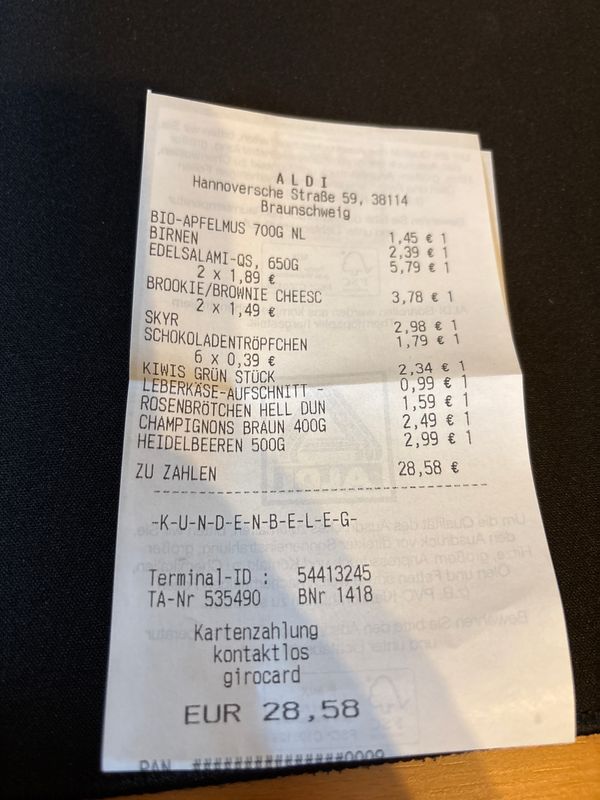 ALDI
Hannoversche Straße 59, 38114
Braunschweig
BIO-APFELMUS 700G NL 1,45 € 1
BIRNEN 2,39 € 1
EDELSALAMI-QS, 650G 5,79 € 1
2 x 1,89 €
BROOKIE/BROWNIE CHEESC 3,78 € 1
2 x 1,49 €
SKYR 2,98 € 1
SCHOKOLADENTRÖPFCHEN 1,79 € 1
6 x 0,39 €
KIWIS GRÜN STÜCK 2,34 € 1
LEBERKÄSE-AUFSCHNITT - 0,99 € 1
ROSENBRÖTCHEN HELL DUN 1,59 € 1
CHAMPIGNONS BRAUN 400G 2,49 € 1
HEIDELBEEREN 500G 2,99 € 1
ZU ZAHLEN 28,58 €
-K-U-N-D-E-N-B-E-L-E-G-
Terminal-ID : 54413245
TA-Nr 535490 BNr 1418
Kartenzahlung
kontaktlos
girocard
EUR 28,58
PAN ###############0009